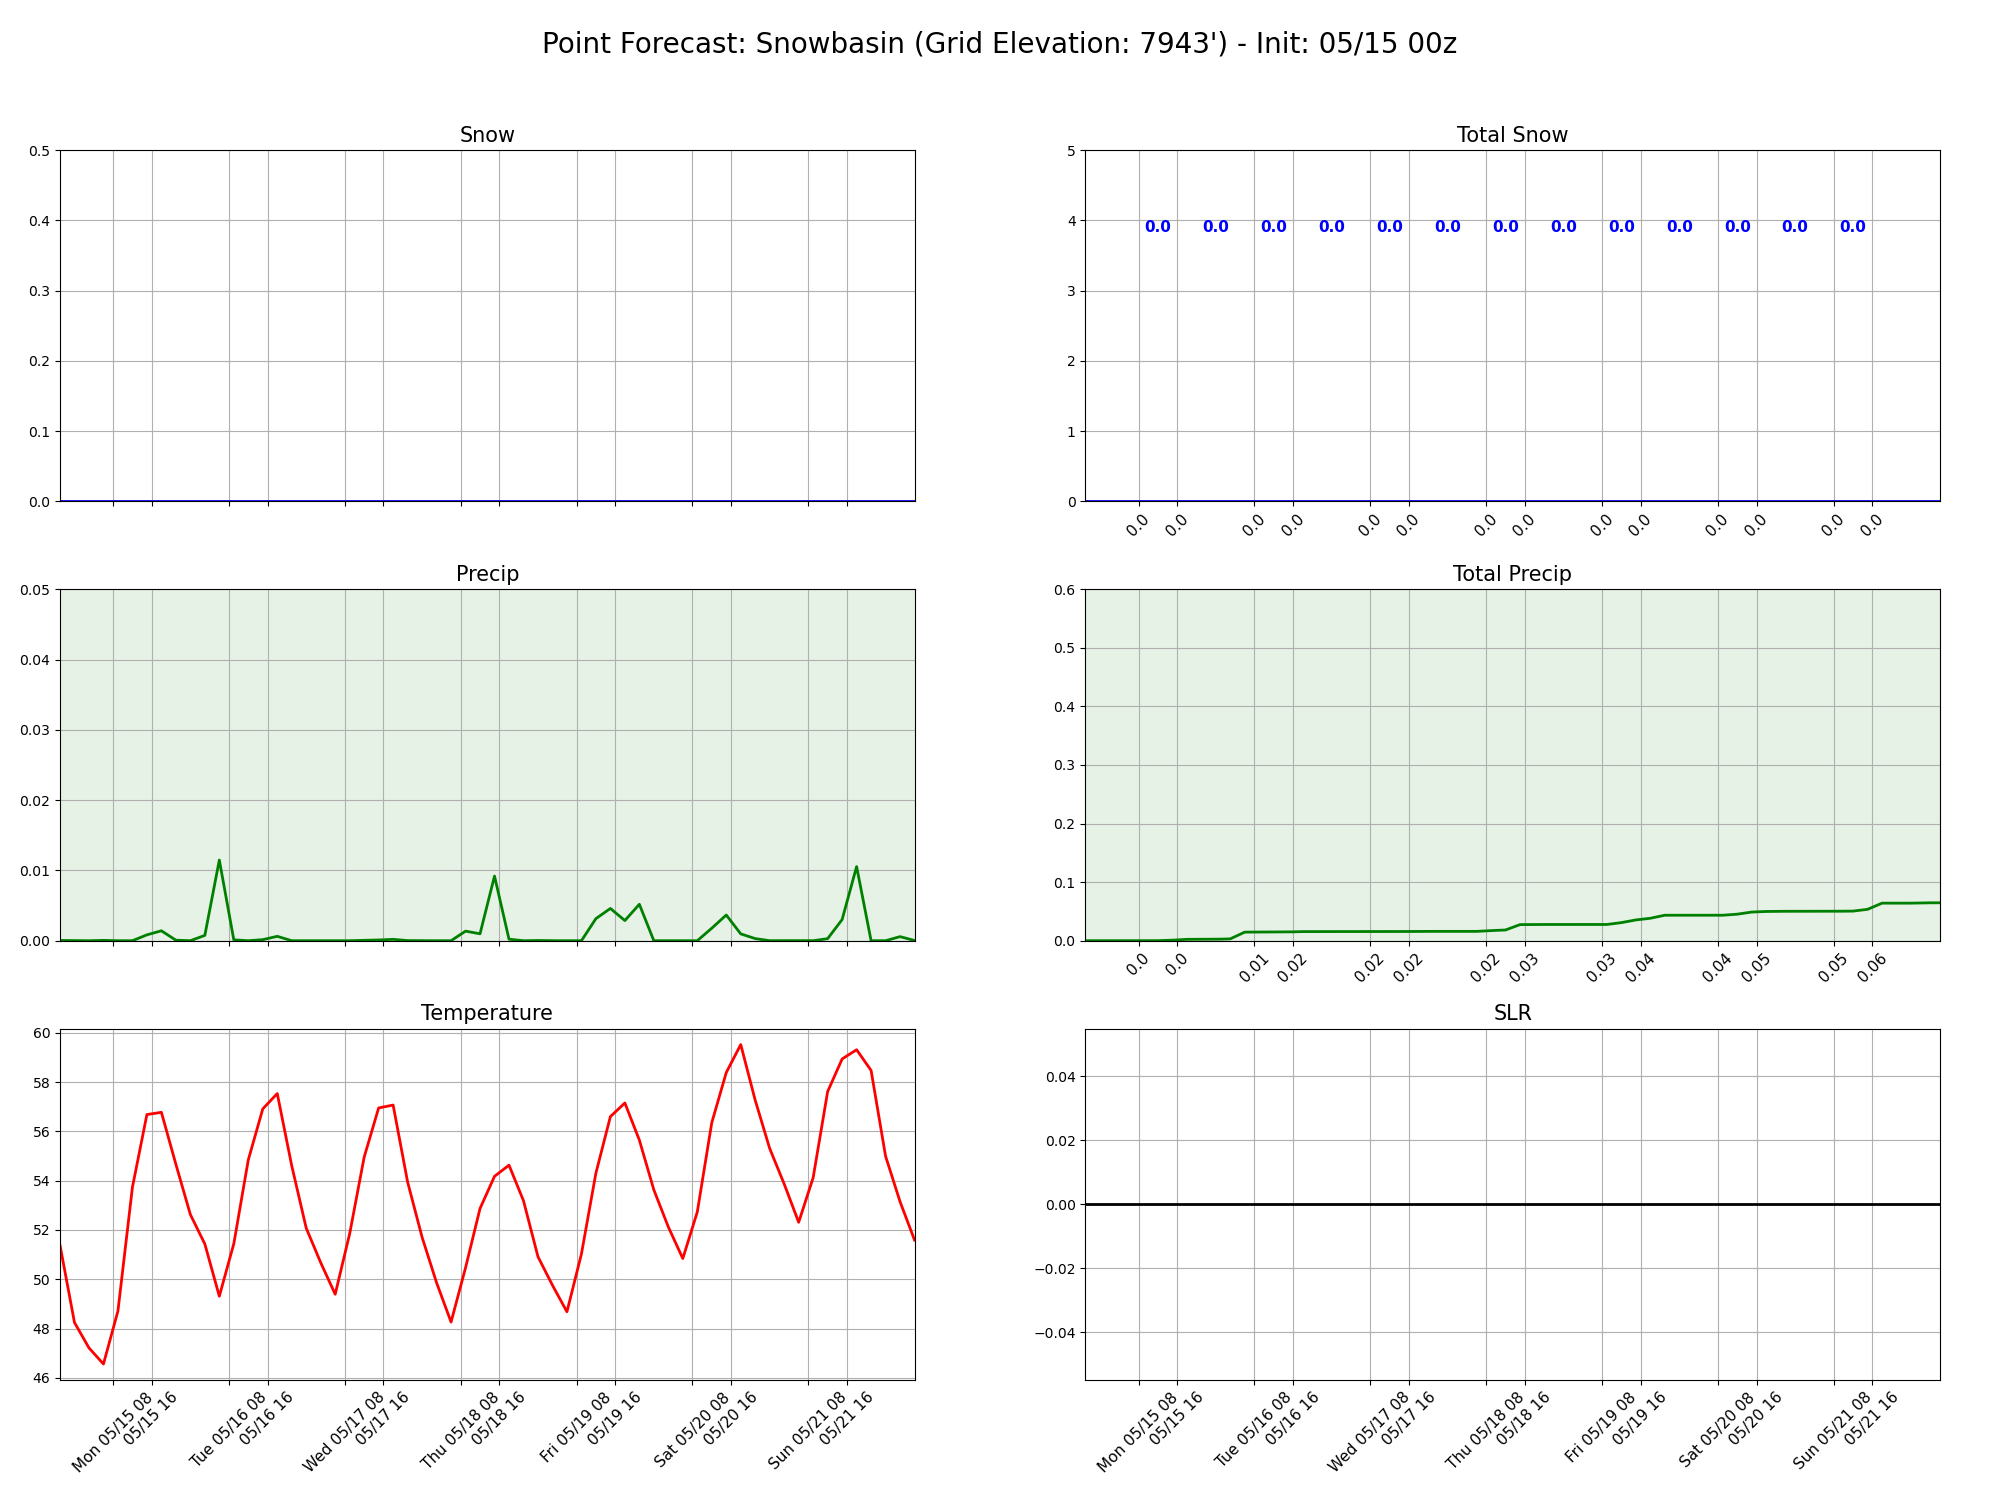 Point Forecast: Snowbasin (Grid Elevation: 7943') - Init: 05/15 00z
Snow
0.5
0.4
0.3
0.2
0.1
0.0
Total Snow
5
4
3
2
1
0
0.0 0.0 0.0 0.0 0.0 0.0 0.0 0.0 0.0 0.0 0.0 0.0 0.0
0.0 0.0 0.0 0.0 0.0 0.0 0.0 0.0 0.0 0.0 0.0 0.0 0.0 0.0
Precip
0.05
0.04
0.03
0.02
0.01
0.00
Total Precip
0.6
0.5
0.4
0.3
0.2
0.1
0.0
0.0 0.0 0.01 0.02 0.02 0.02 0.02 0.03 0.03 0.04 0.04 0.05 0.05 0.06
Temperature
60
58
56
54
52
50
48
46
Mon 05/15 08
05/15 16
Tue 05/16 08
05/16 16
Wed 05/17 08
05/17 16
Thu 05/18 08
05/18 16
Fri 05/19 08
05/19 16
Sat 05/20 08
05/20 16
Sun 05/21 08
05/21 16
SLR
0.04
0.02
0.00
−0.02
−0.04
Mon 05/15 08
05/15 16
Tue 05/16 08
05/16 16
Wed 05/17 08
05/17 16
Thu 05/18 08
05/18 16
Fri 05/19 08
05/19 16
Sat 05/20 08
05/20 16
Sun 05/21 08
05/21 16